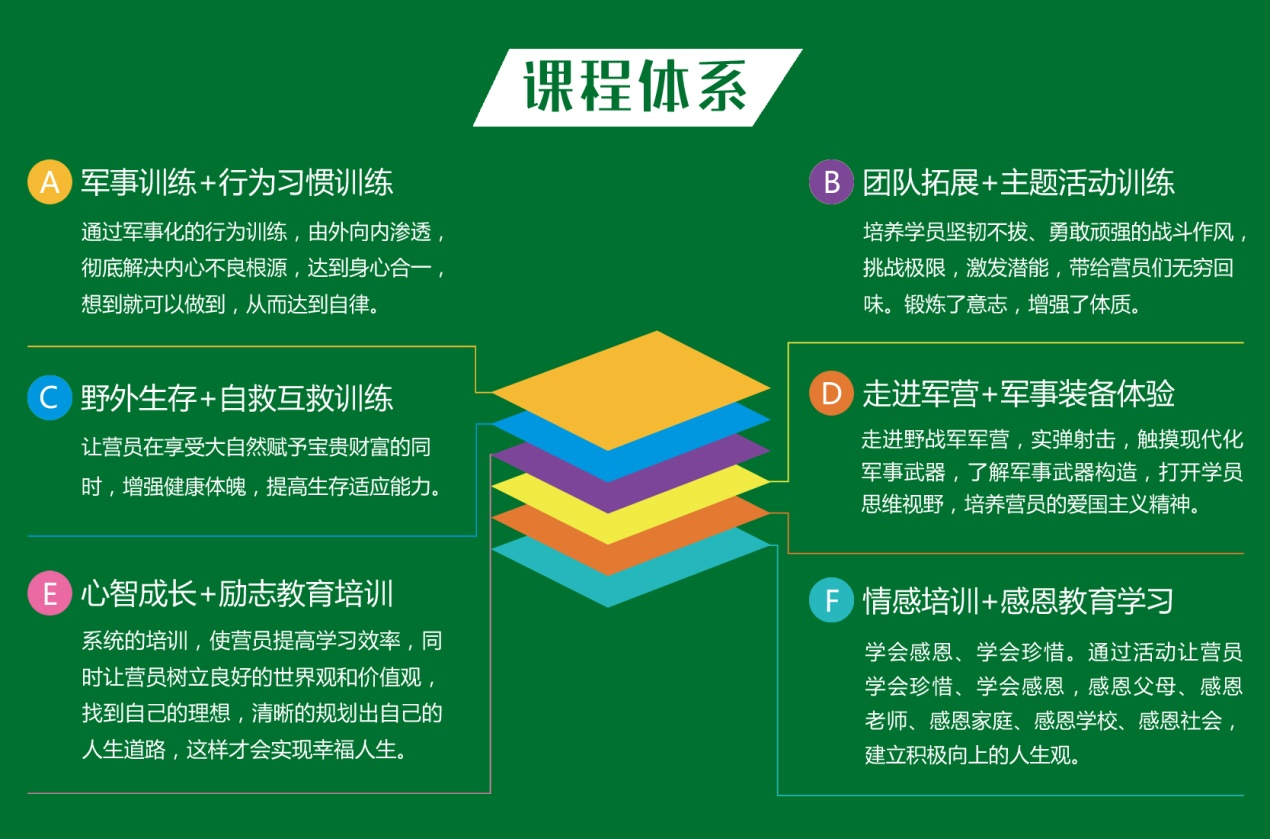 课程体系
A 军事训练+行为习惯训练
通过军事化的行为训练，由外向内渗透，
彻底解决内心不良根源，达到身心合一，
想到就可以做到，从而达到自律。
B 团队拓展+主题活动训练
培养学员坚韧不拔、勇敢顽强的战斗作风，
挑战极限，激发潜能，带给营员们无穷回
味。锻炼了意志，增强了体质。
C 野外生存+自救互救训练
让营员在享受大自然赋予宝贵财富的同
时，增强健康体魄，提高生存适应能力。
D 走进军营+军事装备体验
走进野战军军营，实弹射击，触摸现代化
军事武器，了解军事武器构造，打开学员
思维视野，培养营员的爱国主义精神。
E 心智成长+励志教育培训
系统的培训，使营员提高学习效率，同
时让营员树立良好的世界观和价值观，
找到自己的理想，清晰的规划出自己的
人生道路，这样才会实现幸福人生。
F 情感培训+感恩教育学习
学会感恩、学会珍惜。通过活动让营员
学会珍惜、学会感恩，感恩父母、感恩
老师、感恩家庭、感恩学校、感恩社会，
建立积极向上的人生观。